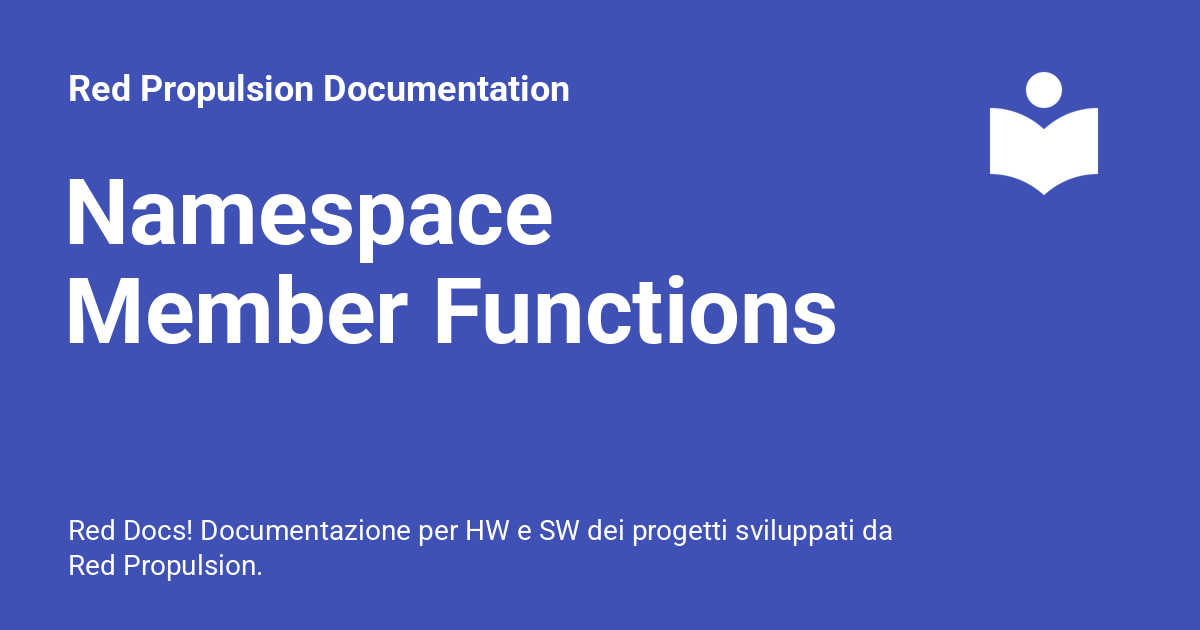 Red Propulsion Documentation
Namespace
Member Functions
Red Docs! Documentazione per HW e SW dei progetti sviluppati da
Red Propulsion.